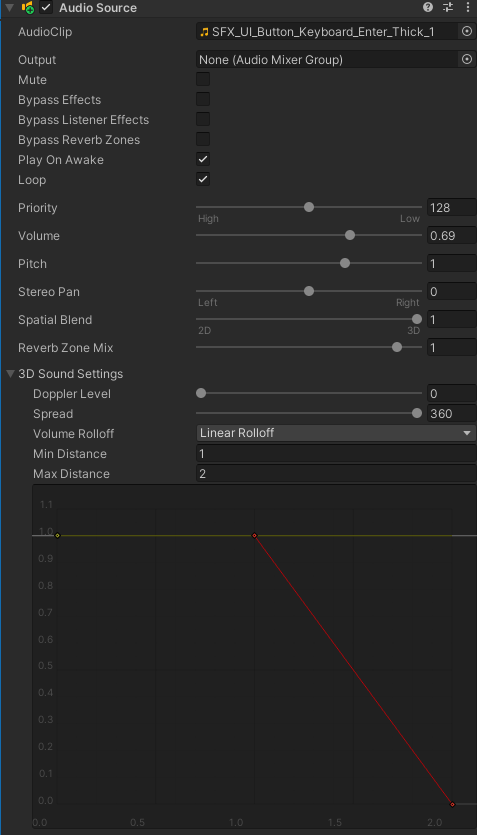 Audio Source
AudioClip SFX_UI_Button_Keyboard_Enter_Thick_1
Output None (Audio Mixer Group)
Mute
Bypass Effects
Bypass Listener Effects
Bypass Reverb Zones
Play On Awake
Loop
Priority 128
High Low
Volume 0.69
Pitch 1
Stereo Pan 0
Left Right
Spatial Blend 1
2D 3D
Reverb Zone Mix 1
3D Sound Settings
Doppler Level 0
Spread 360
Volume Rolloff Linear Rolloff
Min Distance 1
Max Distance 2
1.1
1.0
0.9
0.8
0.7
0.6
0.5
0.4
0.3
0.2
0.1
0.0
0.0 0.5 1.0 2.0